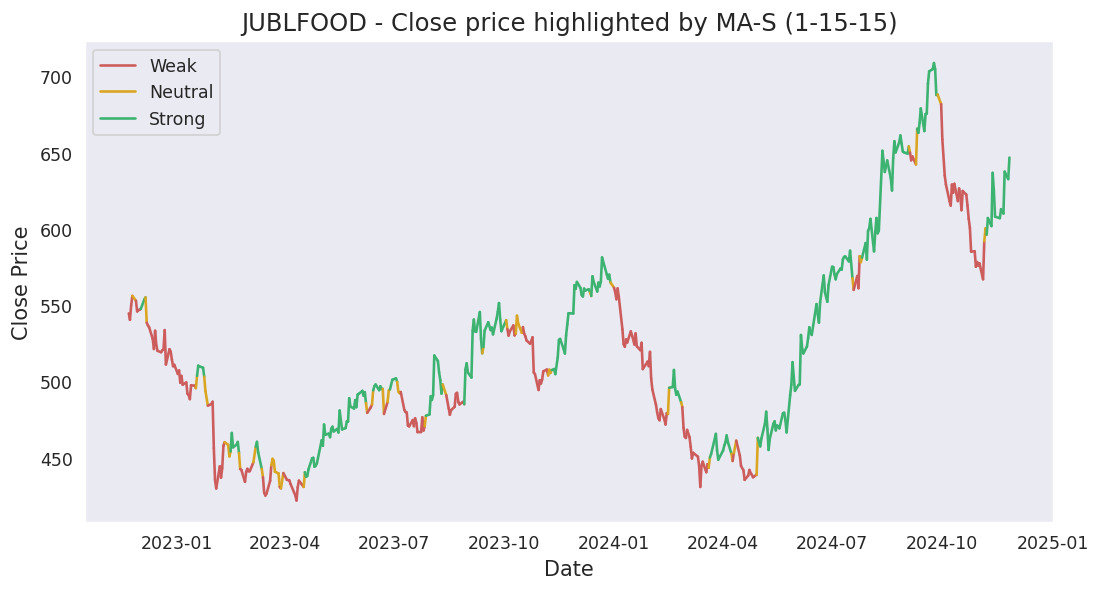 JUBLFOOD - Close price highlighted by MA-S (1-15-15)
Weak
Neutral
Strong
700
650
600
550
500
450
Close Price
2023-01 2023-04 2023-07 2023-10 2024-01 2024-04 2024-07 2024-10 2025-01
Date